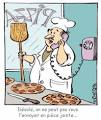 PIZZA
Désolé, on ne peut pas vous
l'envoyer en pièce jointe...